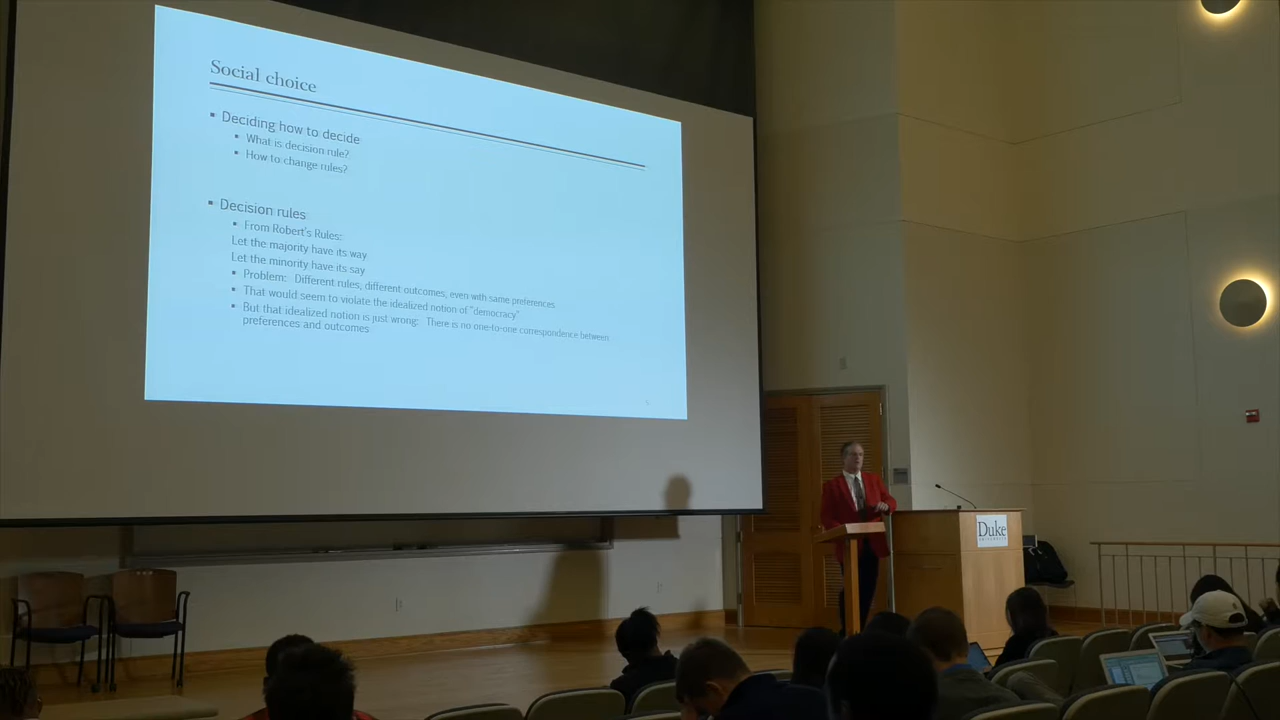 Social choice
▪ Deciding how to decide
▪ What is decision rule?
▪ How to change rules?
▪ Decision rules
▪ From Robert's Rules:
Let the majority have its way
Let the minority have its say
▪ Problem: Different rules, different outcomes, even with same preferences.
▪ That would seem to violate the idealized notion of "democracy"
▪ But that idealized notion is just wrong: There is no one-to-one correspondence between
preferences and outcomes
Duke
UNIVERSITY